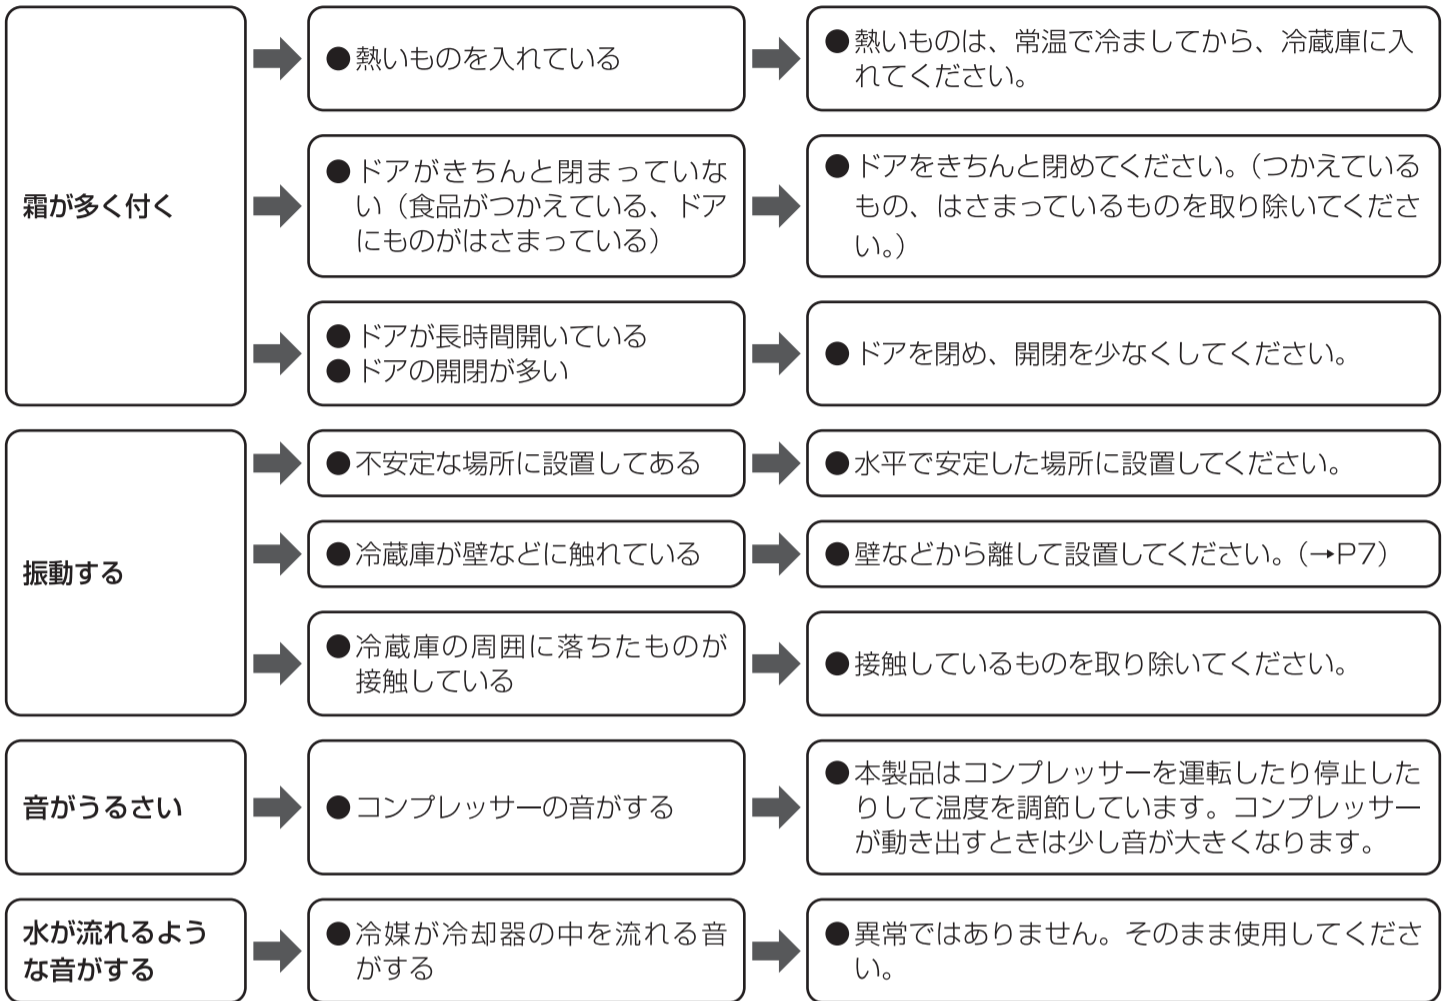 霜が多く付く
●熱いものを入れている
●熱いものは、常温で冷ましてから、冷蔵庫に入
れてください。
●ドアがきちんと閉まっていな
い（食品がつかえている、ドア
にものがはさまっている）
●ドアをきちんと閉めてください。（つかえている
もの、はさまっているものを取り除いてくださ
い。）
●ドアが長時間開いている
●ドアの開閉が多い
●ドアを閉め、開閉を少なくしてください。
振動する
●不安定な場所に設置してある
●水平で安定した場所に設置してください。
●冷蔵庫が壁などに触れている
●壁などから離して設置してください。（→P7）
●冷蔵庫の周囲に落ちたものが
接触している
●接触しているものを取り除いてください。
音がうるさい
●コンプレッサーの音がする
●本製品はコンプレッサーを運転したり停止した
りして温度を調節しています。コンプレッサー
が動き出すときは少し音が大きくなります。
水が流れるよう
な音がする
●冷媒が冷却器の中を流れる音
がする
●異常ではありません。そのまま使用してくださ
い。